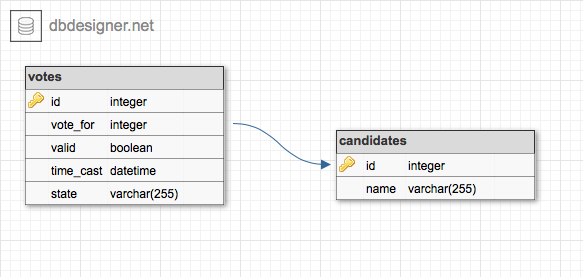 dbdesigner.net
votes
id integer
vote_for integer
valid boolean
time_cast datetime
state varchar(255)
candidates
id integer
name varchar(255)